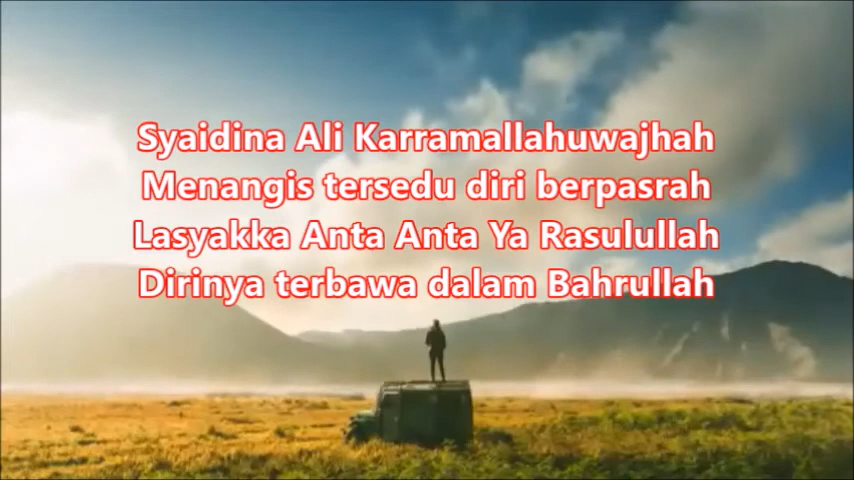 Syaidina Ali Karramallahuwajhah
Menangis tersedu diri berpasrah
Lasyakka Anta Anta Ya Rasulullah
Dirinya terbawa dalam Bahrullah